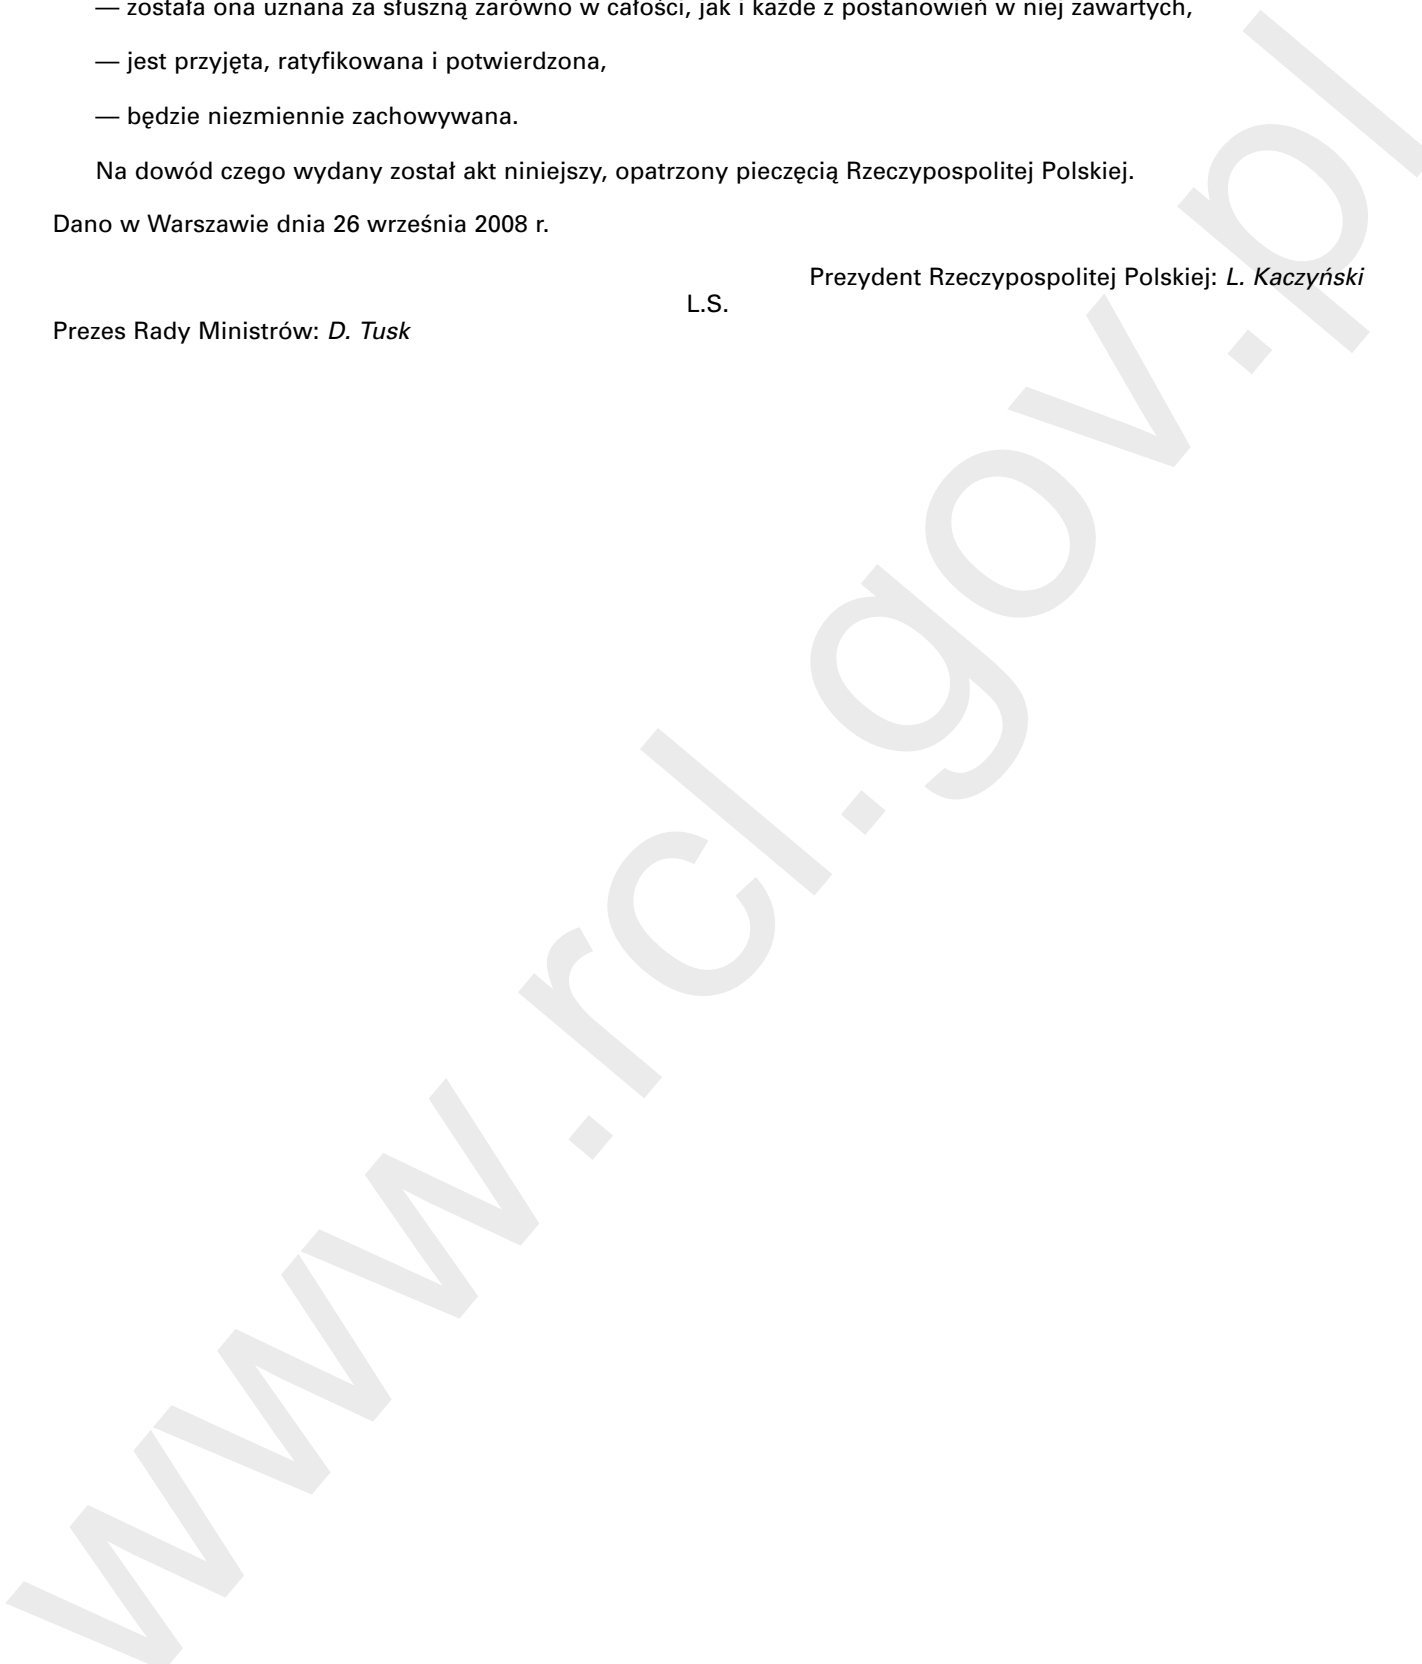 — została ona uznana za słuszną zarówno w całości, jak i każde z postanowień w niej zawartych,
— jest przyjęta, ratyfikowana i potwierdzona,
— będzie niezmiennie zachowywana.
Na dowód czego wydany został akt niniejszy, opatrzony pieczęcią Rzeczypospolitej Polskiej.
Dano w Warszawie dnia 26 września 2008 r.
Prezydent Rzeczypospolitej Polskiej: L. Kaczyński
L.S.
Prezes Rady Ministrów: D. Tusk
www.rcl.gov.pl